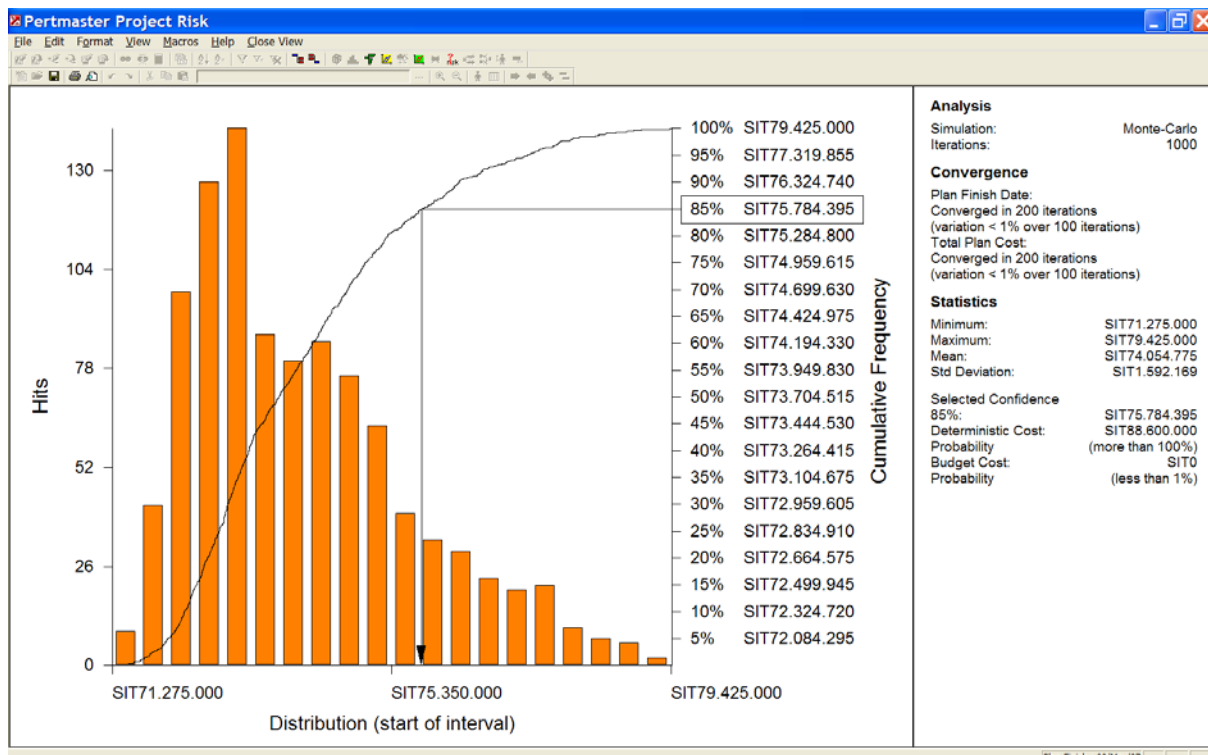 Pertmaster Project Risk
File Edit Format View Macros Help Close View
Hits
130
104
78
52
26
0
SIT71.275.000 SIT75.350.000 SIT79.425.000
Distribution (start of interval)
100% SIT79.425.000
95% SIT77.319.855
90% SIT76.324.740
85% SIT75.784.395
80% SIT75.284.800
75% SIT74.959.615
70% SIT74.699.630
65% SIT74.424.975
60% SIT74.194.330
55% SIT73.949.830
50% SIT73.704.515
45% SIT73.444.530
40% SIT73.264.415
35% SIT73.104.675
30% SIT72.959.605
25% SIT72.834.910
20% SIT72.664.575
15% SIT72.499.945
10% SIT72.324.720
5% SIT72.084.295
Cumulative Frequency
Analysis
Simulation: Monte-Carlo
Iterations: 1000
Convergence
Plan Finish Date:
Converged in 200 iterations
(variation < 1% over 100 iterations)
Total Plan Cost:
Converged in 200 iterations
(variation < 1% over 100 iterations)
Statistics
Minimum: SIT71.275.000
Maximum: SIT79.425.000
Mean: SIT74.054.775
Std Deviation: SIT1.592.169
Selected Confidence
85%: SIT75.784.395
Deterministic Cost: SIT88.600.000
Probability (more than 100%)
Budget Cost: SIT0
Probability (less than 1%)